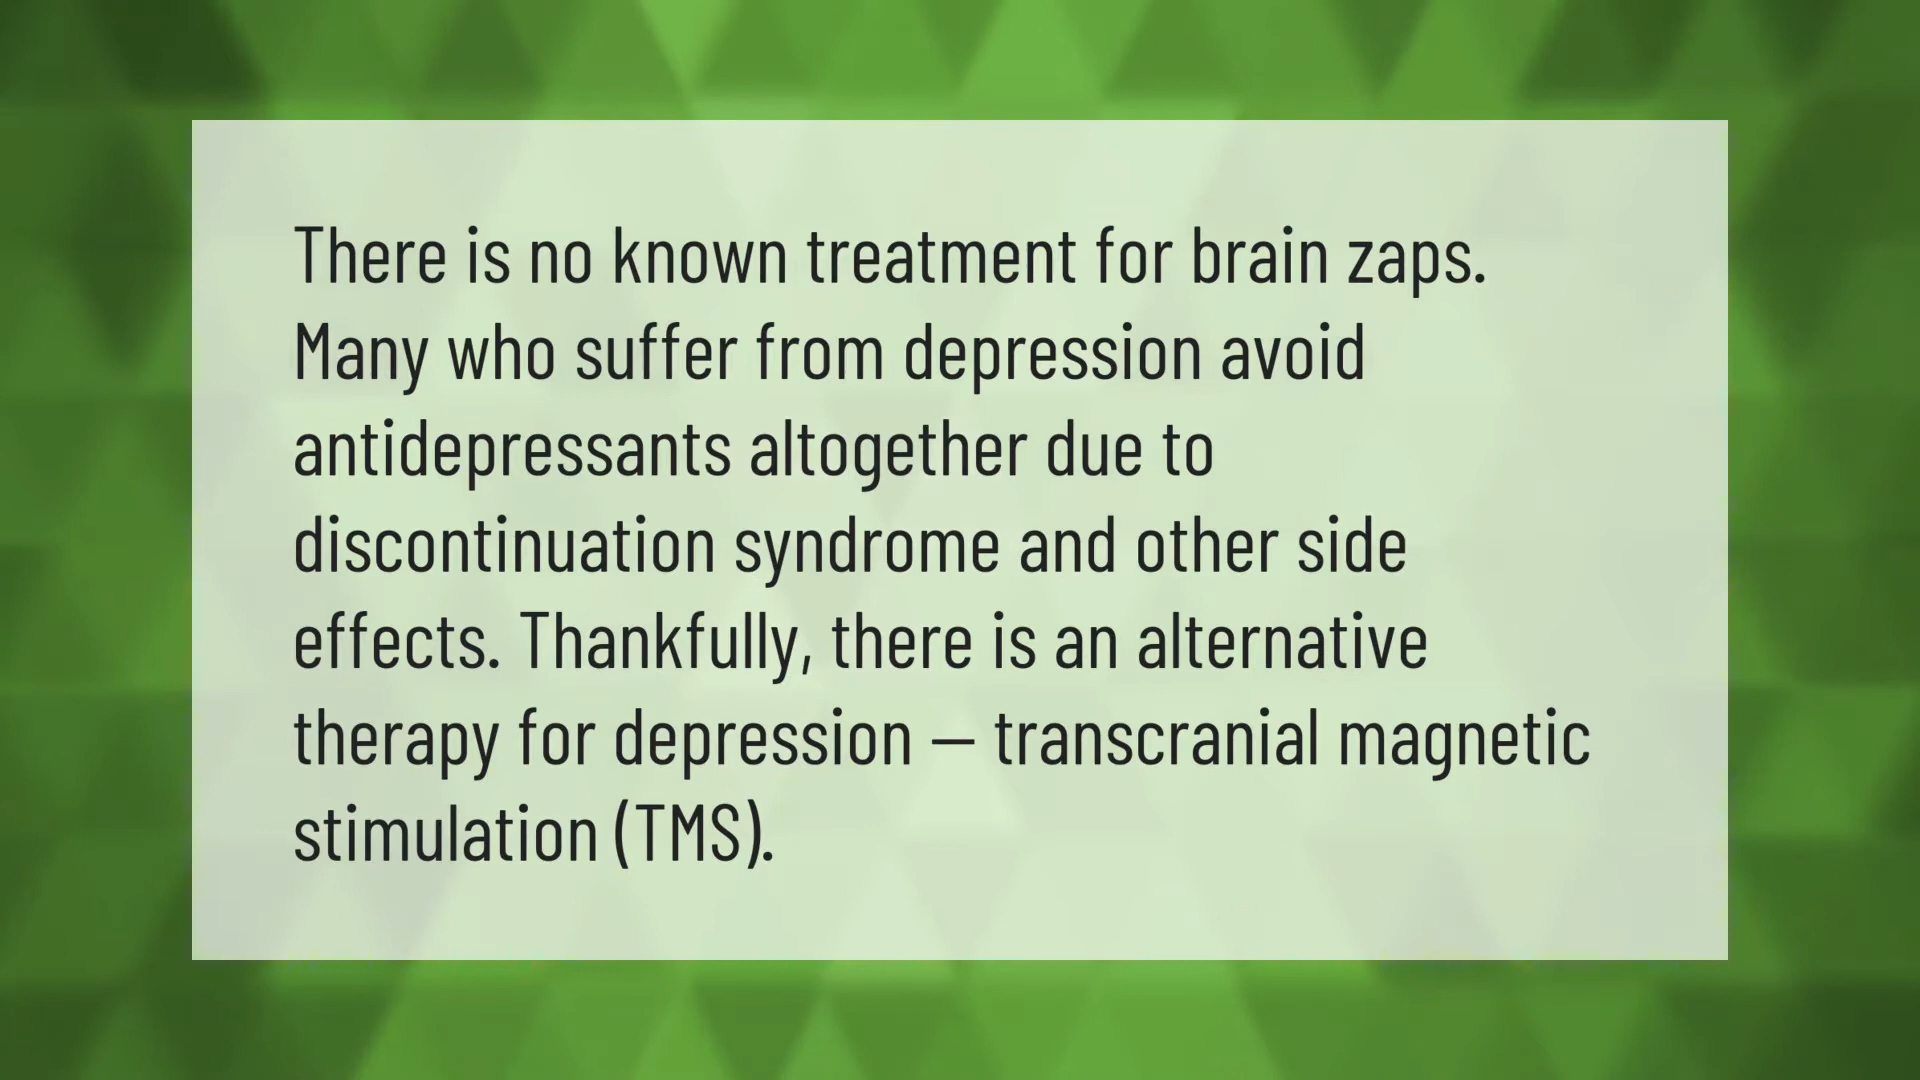 There is no known treatment for brain zaps.
Many who suffer from depression avoid
antidepressants altogether due to
discontinuation syndrome and other side
effects. Thankfully, there is an alternative
therapy for depression — transcranial magnetic
stimulation (TMS).